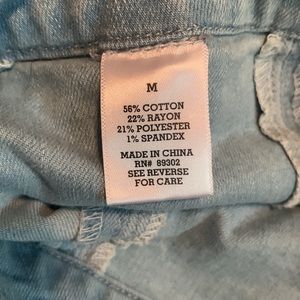 M
56% COTTON
22% RAYON
21% POLYESTER
1% SPANDEX
MADE IN CHINA
RN# 89302
SEE REVERSE
FOR CARE